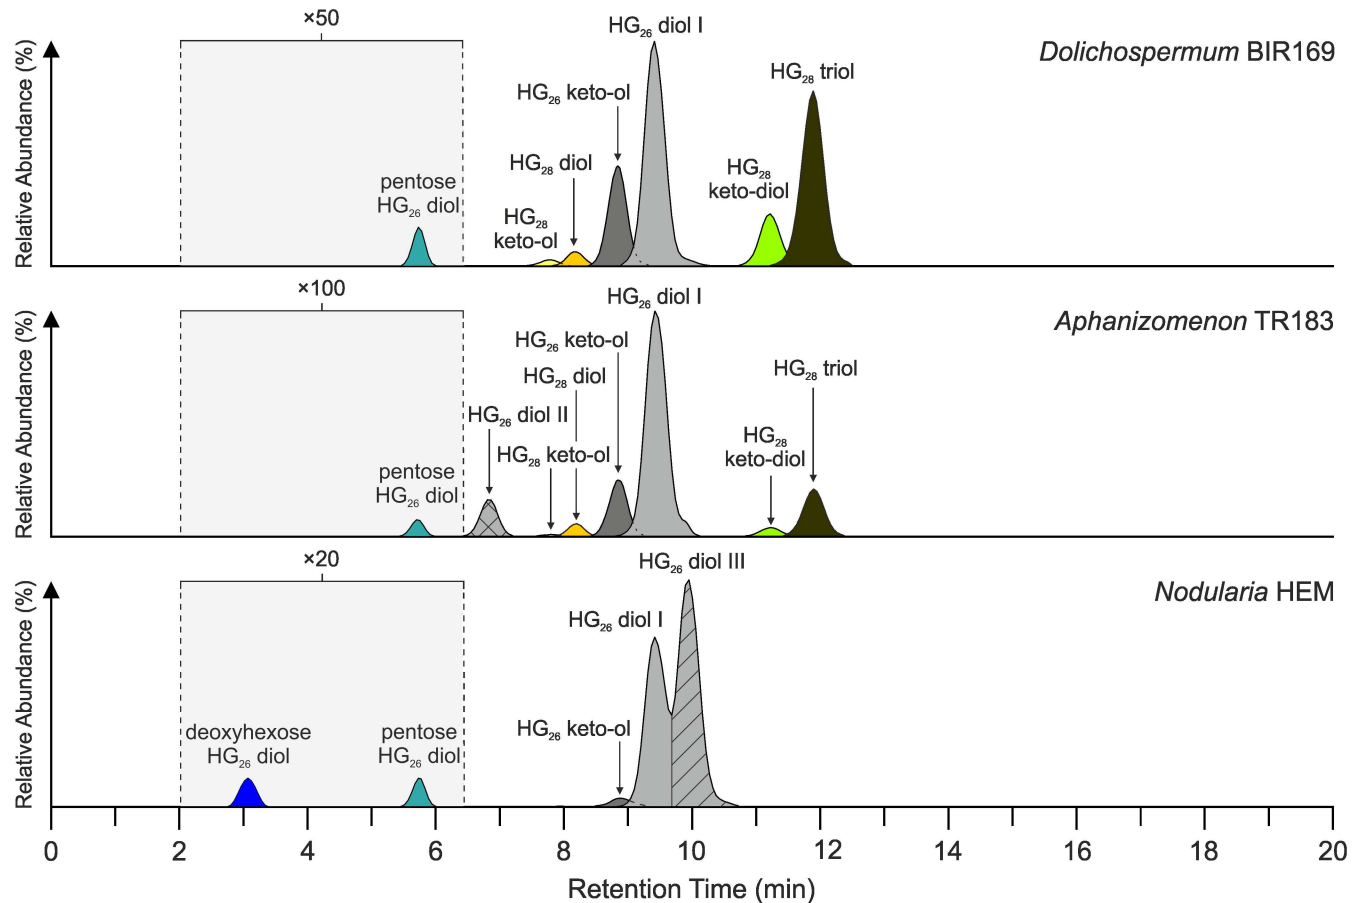 ×50
HG26 diol I
Dolichospermum BIR169
Relative Abundance (%)
HG28 triol
HG26 keto-ol
HG28 diol
HG28
keto-diol
pentose
HG26 diol
HG28
keto-ol
×100
HG26 diol I
Aphanizomenon TR183
Relative Abundance (%)
HG26 keto-ol
HG28 triol
HG28 diol
HG26 diol II
HG28
keto-diol
HG28 keto-ol
pentose
HG26 diol
×20
HG26 diol III
Nodularia HEM
Relative Abundance (%)
HG26 diol I
HG26 keto-ol
deoxyhexose
HG26 diol
pentose
HG26 diol
0 2 4 6 8 10 12 14 16 18 20
Retention Time (min)